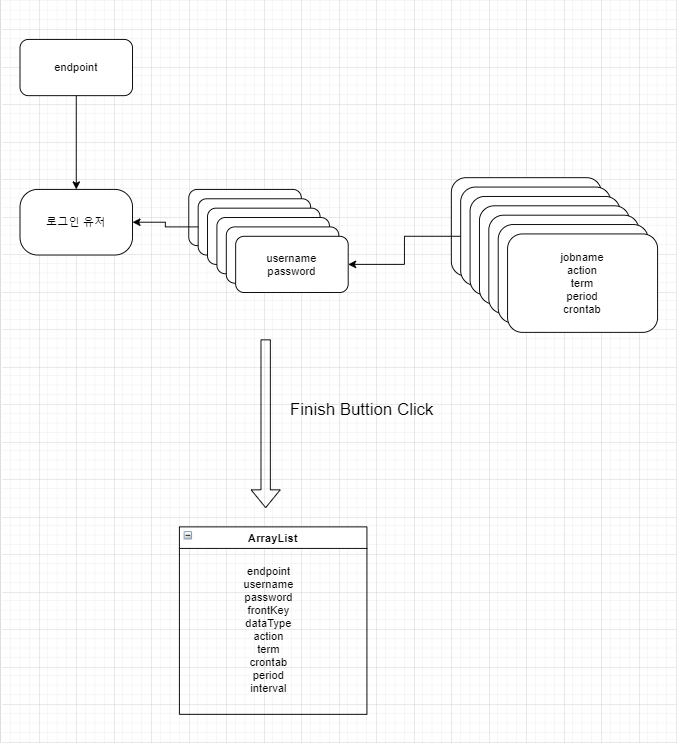 endpoint
로그인 유저
username
password
jobname
action
term
period
crontab
Finish Buttion Click
ArrayList
endpoint
username
password
frontKey
dataType
action
term
crontab
period
interval